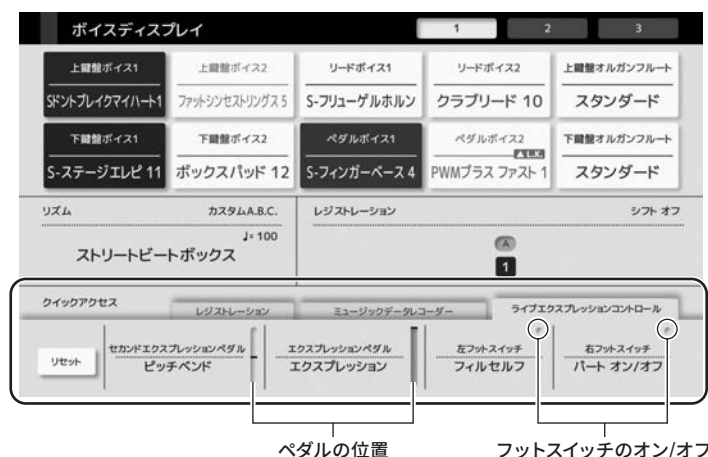 ボイスディスプレイ 1 2 3
上鍵盤ボイス1 上鍵盤ボイス2 リードボイス1 リードボイス2 上鍵盤オルガンフルート
Sドントブレイクマイハート1 ファットシンセストリングス 5 S-フリューゲルホルン クラブリード 10 スタンダード
下鍵盤ボイス1 下鍵盤ボイス2 ペダルボイス1 ペダルボイス2 下鍵盤オルガンフルート
▲L.K.
S-ステージエレピ 11 ボックスパッド 12 S-フィンガーベース 4 PWMブラス ファスト 1 スタンダード
リズム カスタムA.B.C. レジストレーション シフト オフ
♩= 100
ストリートビートボックス
A
1
クイックアクセス レジストレーション ミュージックデータレコーダー ライブエクスプレッションコントロール
リセット
セカンドエクスプレッションペダル エクスプレッションペダル 左フットスイッチ 右フットスイッチ
ピッチベンド エクスプレッション フィルセルフ パート オン/オフ
ペダルの位置 フットスイッチのオン/オフ